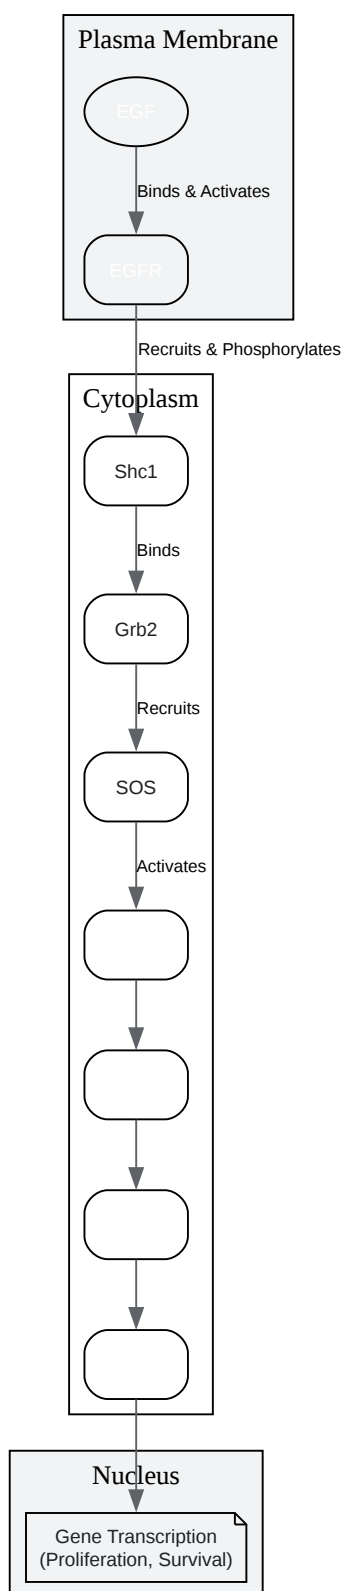 Plasma Membrane
EGF
Binds & Activates
EGFR
Recruits & Phosphorylates
Cytoplasm
Shc1
Binds
Grb2
Recruits
SOS
Activates
Nucleus
Gene Transcription
(Proliferation, Survival)